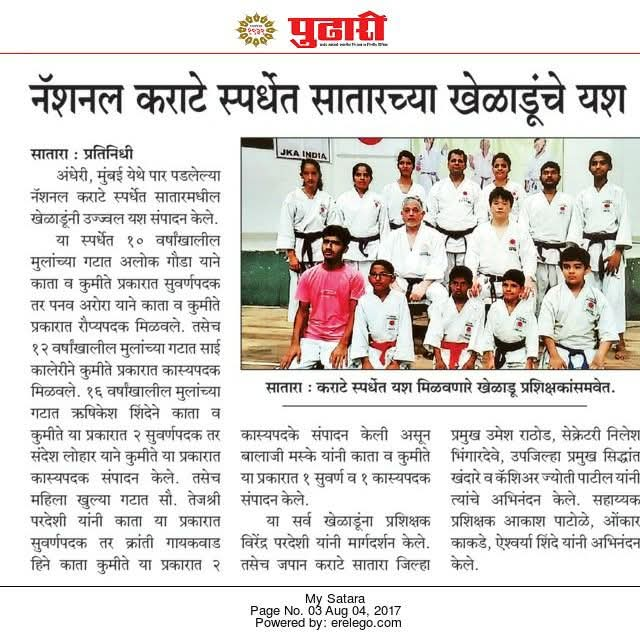 पुढारी
नॅशनल कराटे स्पर्धेत सातारच्या खेळाडूंचे यश
सातारा : प्रतिनिधी
अंधेरी, मुंबई येथे पार पडलेल्या
नॅशनल कराटे स्पर्धेत सातारमधील
खेळाडूंनी उज्ज्वल यश संपादन केले.
या स्पर्धेत १० वर्षांखालील
मुलांच्या गटात अलोक गौडा याने
काता व कुमीते प्रकारात सुवर्णपदक
तर पनव अरोरा याने काता व कुमीते
प्रकारात रौप्यपदक मिळवले. तसेच
१२ वर्षांखालील मुलांच्या गटात साई
कालेरीने कुमीते प्रकारात कास्यपदक
मिळवले. १६ वर्षांखालील मुलांच्या
गटात ऋषिकेश शिंदेने काता व
कुमीते या प्रकारात २ सुवर्णपदक तर
संदेश लोहार याने कुमीते या प्रकारात
कास्यपदक संपादन केले. तसेच
महिला खुल्या गटात सौ. तेजश्री
परदेशी यांनी काता या प्रकारात
सुवर्णपदक तर क्रांती गायकवाड
हिने काता कुमीते या प्रकारात २
JKA INDIA
सातारा : कराटे स्पर्धेत यश मिळवणारे खेळाडू प्रशिक्षकांसमवेत.
कास्यपदके संपादन केली असून
बालाजी मस्के यांनी काता व कुमीते
या प्रकारात १ सुवर्ण व १ कास्यपदक
संपादन केले.
या सर्व खेळाडूंना प्रशिक्षक
विरेंद्र परदेशी यांनी मार्गदर्शन केले.
तसेच जपान कराटे सातारा जिल्हा
प्रमुख उमेश राठोड, सेक्रेटरी निलेश
भिंगारदेवे, उपजिल्हा प्रमुख सिद्धांत
खंदारे व कॅशिअर ज्योती पाटील यांनी
त्यांचे अभिनंदन केले. सहाय्यक
प्रशिक्षक आकाश पाटोळे, ओंकार
काकडे, ऐश्वर्या शिंदे यांनी अभिनंदन
केले.
My Satara
Page No. 03 Aug 04, 2017
Powered by: erelego.com